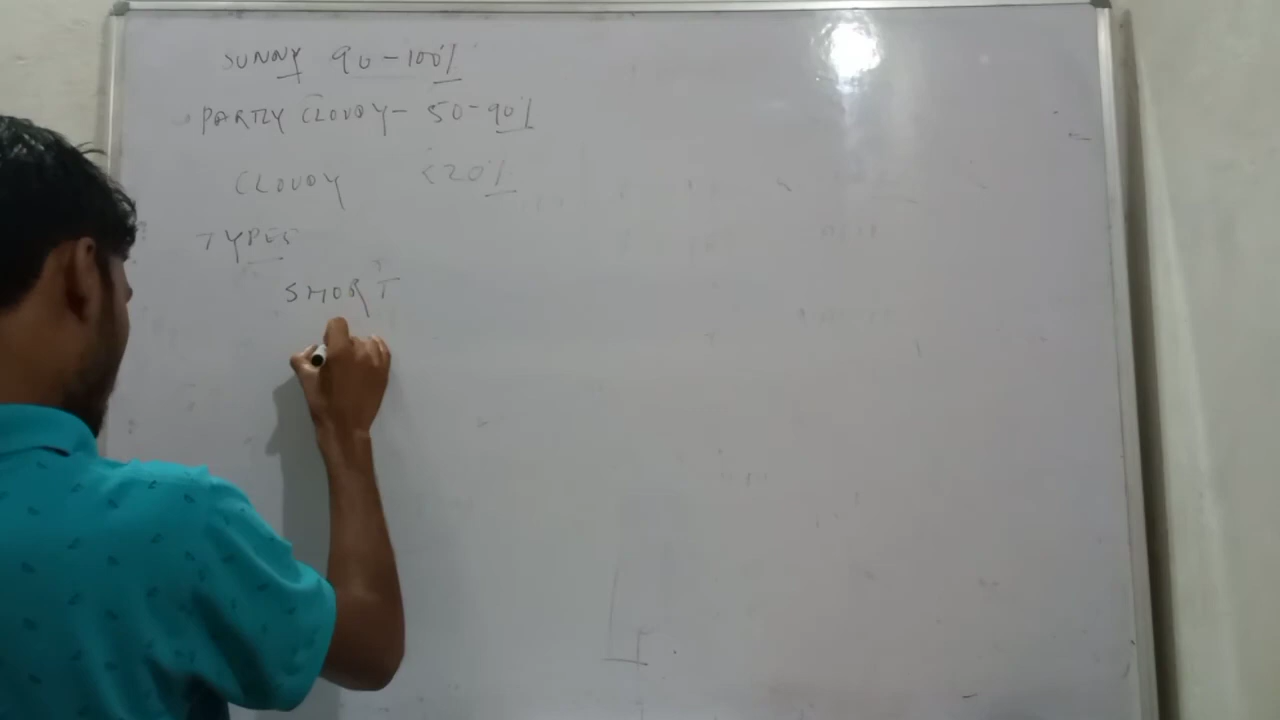 SUNNY 90-100%
PARTLY CLOUDY- 50-90%
CLOUDY <20%
TYPES
SHORT